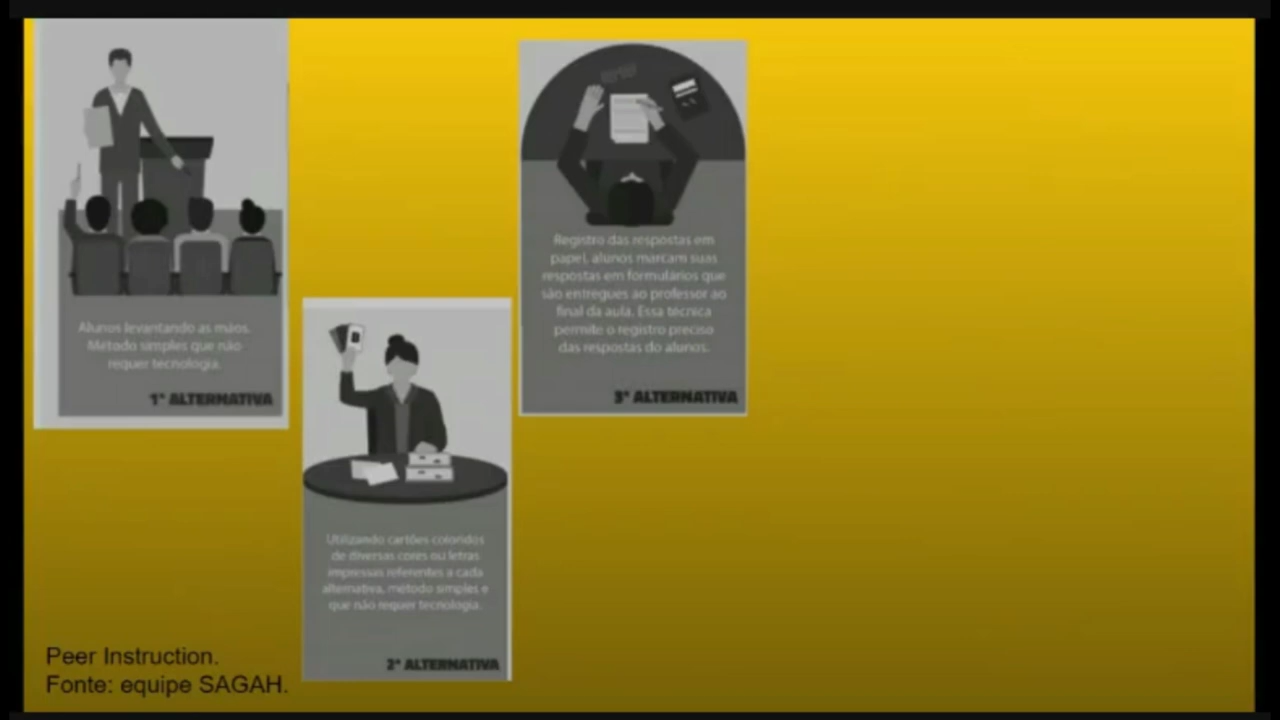 Alunos levantando as mãos.
Método simples que não
requer tecnologia.
1ª ALTERNATIVA
Utilizando cartões coloridos
de diversas cores ou letras
impressas referentes a cada
alternativa, método simples e
que não requer tecnologia.
2ª ALTERNATIVA
Registro das respostas em
papel, alunos marcam suas
respostas em formulários que
são entregues ao professor ao
final da aula. Essa técnica
permite o registro preciso
das respostas do alunos.
3ª ALTERNATIVA
Peer Instruction.
Fonte: equipe SAGAH.